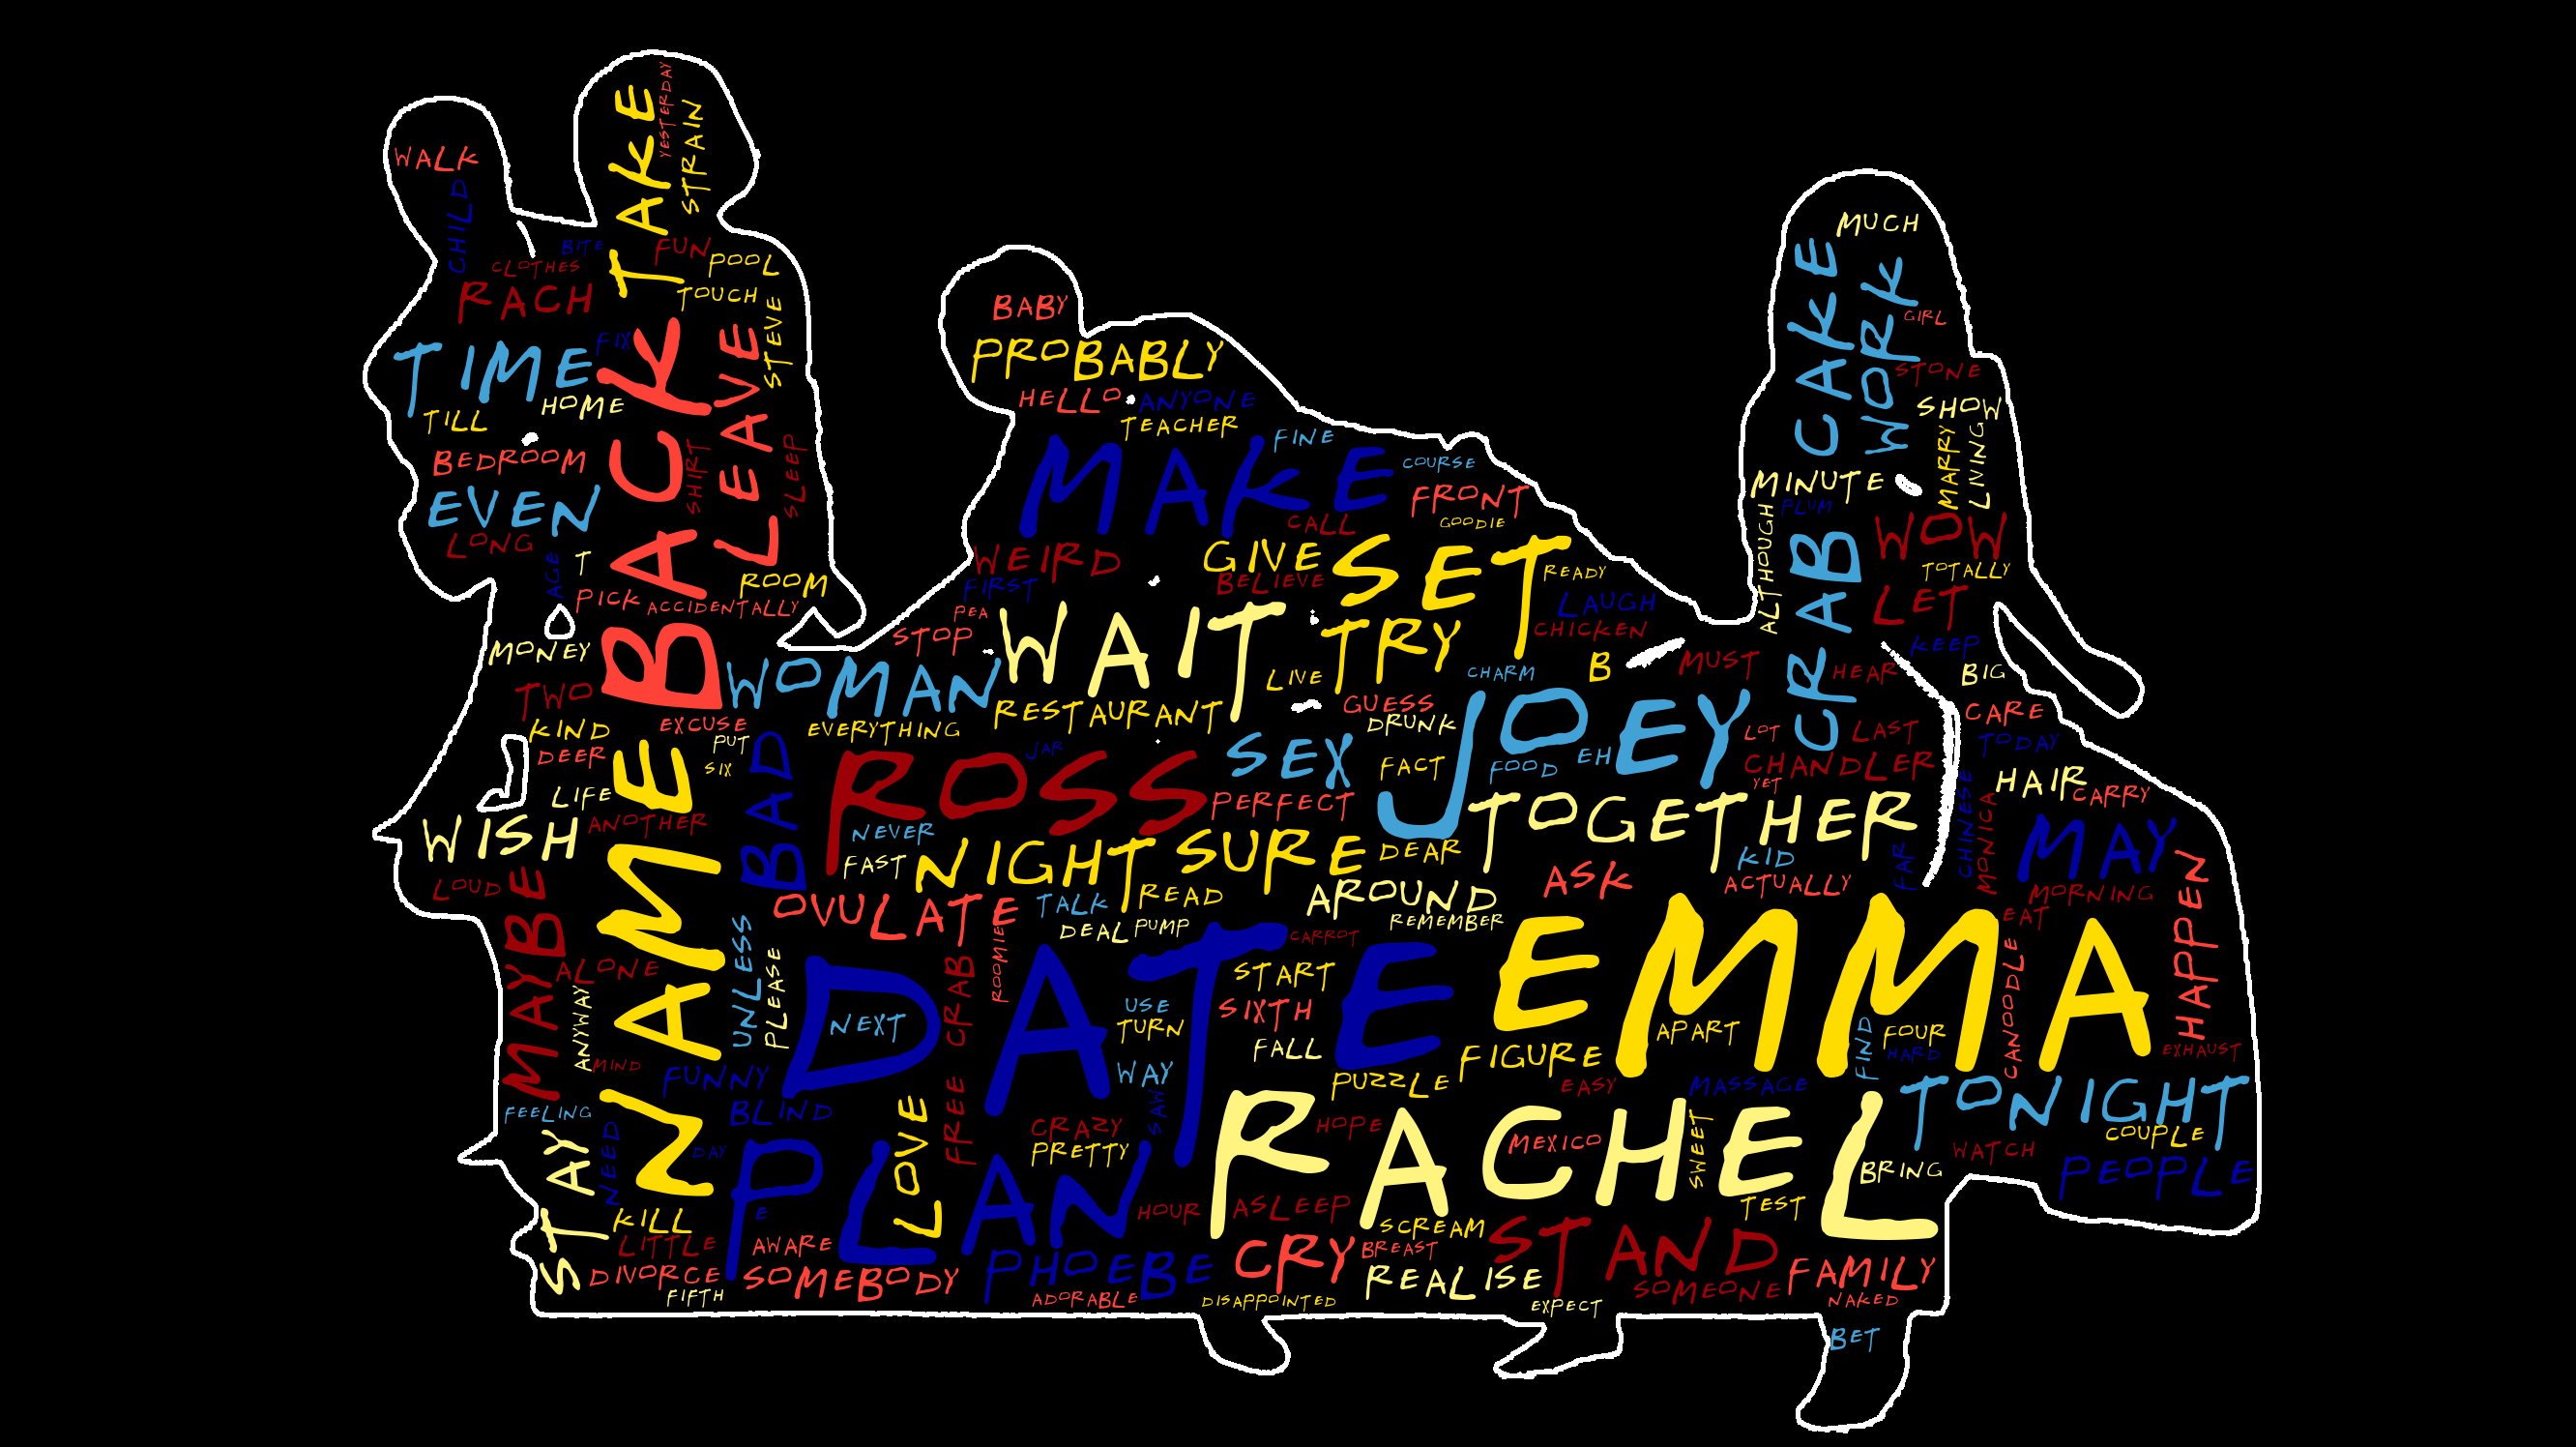 WALK
CHILD
TAKE
YESTERDAY
STRAIN
BITE
CLOTHES
RACH
FUN
POOL
TOUCH
STEVE
TIME
FIX
TILL
HOME
BACK
LEAVE
SHIRT
SLEEP
BEDROOM
EVEN
LONG
AGE
T
ROOM
PICK
ACCIDENTALLY
MONEY
TWO
KIND
DEER
LIFE
WISH
ANOTHER
LOUD
EXCUSE
PUT
SIX
BAD
NAME
WOMAN
EVERYTHING
BABY
PROBABLY
HELLO
ANYONE
TEACHER
FINE
MAKE
COURSE
FRONT
GOODIE
CALL
WEIRD
FIRST
GIVE
BELIEVE
SET
READY
LAUGH
CHICKEN
PEA
STOP
WAIT
TRY
LIVE
B
CHARM
RESTAURANT
GUESS
DRUNK
MUCH
CAKE
WORK
GIRL
STONE
SHOW
MARRY
LIVING
MINUTE
PLUM
ALTHOUGH
CRAB
WOW
TOTALLY
LET
KEEP
MUST
HEAR
BIG
CARE
TODAY
LAST
LOT
CHANDLER
YET
HAIR
CARRY
CHINESE
MONICA
MAY
MORNING
HAPPEN
JAR
ROSS
SEX
FACT
JOEY
FOOD
EH
PERFECT
NEVER
FAST
NIGHT
SURE
DEAR
TOGETHER
KID
ACTUALLY
FAR
ASK
READ
AROUND
REMEMBER
OVULATE
TALK
DEAL
PUMP
CARROT
ROOMIE
MAYBE
ALONE
ANYWAY
MIND
UNLESS
PLEASE
NEXT
DATE
FREE CRAB
USE
TURN
WAY
SAW
START
SIXTH
FALL
PUZZLE
FIGURE
EMMA
APART
FIND
FOUR
HARD
EAT
CANOODLE
EXHAUST
EASY
MASSAGE
TONIGHT
COUPLE
WATCH
PEOPLE
FEELING
STAY
NEED
FUNNY
BLIND
DAY
PLAN
E
LOVE
CRAZY
PRETTY
HOUR
RACHEL
HOPE
MEXICO
SWEET
BRING
ASLEEP
SCREAM
TEST
KILL
LITTLE
DIVORCE
FIFTH
AWARE
SOMEBODY
PHOEBE
ADORABLE
CRY
BREAST
REALISE
DISAPPOINTED
STAND
SOMEONE
EXPECT
FAMILY
NAKED
BET